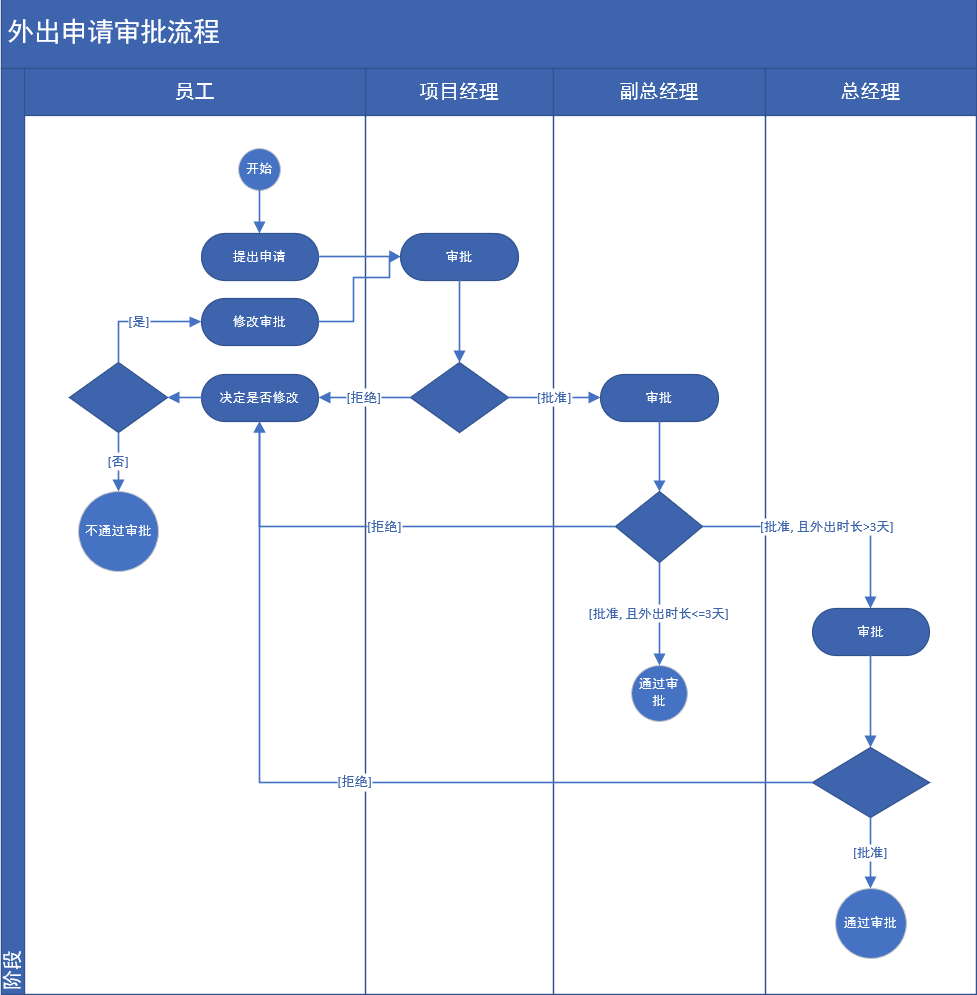 外出申请审批流程
员工
项目经理
副总经理
总经理
开始
提出申请
审批
[是]
修改审批
决定是否修改
[拒绝]
[批准]
审批
[否]
不通过审批
[拒绝]
[批准, 且外出时长>3天]
[批准, 且外出时长<=3天]
审批
通过审
批
[拒绝]
[批准]
通过审批
阶段